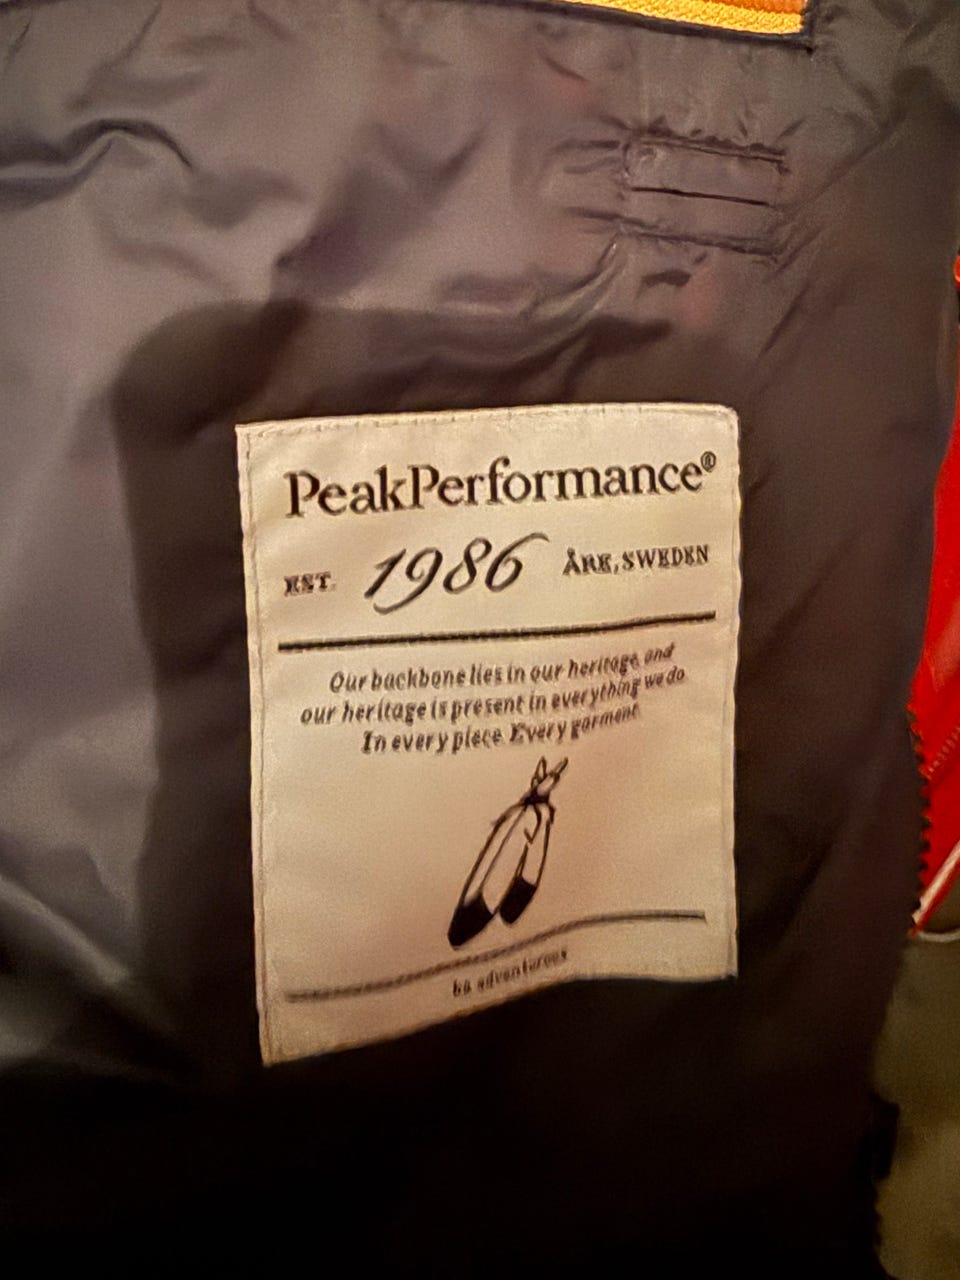 PeakPerformance®
EST. 1986 ÅRE, SWEDEN
Our backbone lies in our heritage and
our heritage is present in everything we do
In every piece. Every garment.
be adventurous